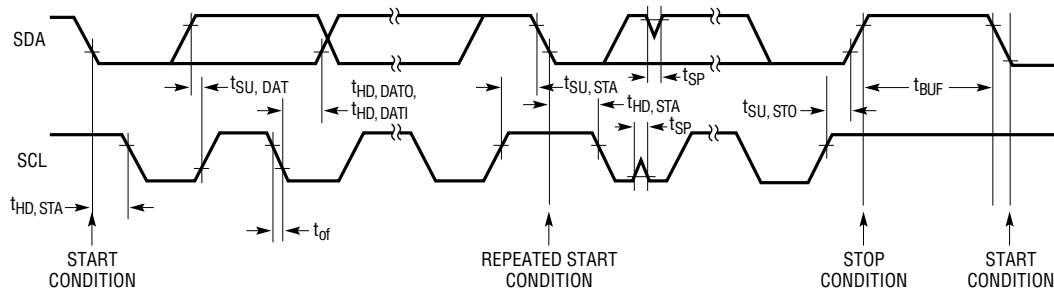 SDA
tSU, DAT
tHD, DATO,
tHD, DATI
tSU, STA
tHD, STA
tSP
tSP
tSU, STO
tBUF
SCL
tHD, STA
tof
START
CONDITION
REPEATED START
CONDITION
STOP
CONDITION
START
CONDITION